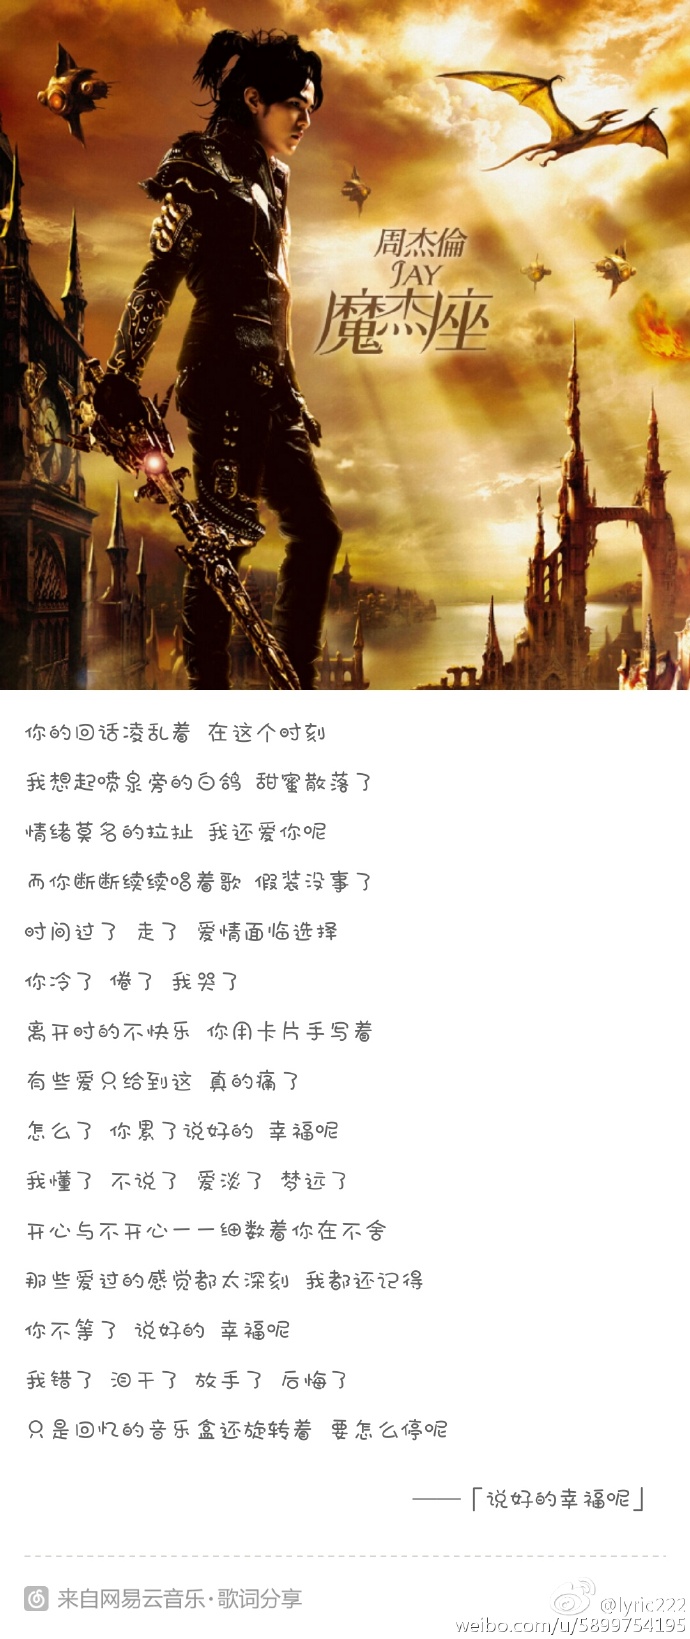 周杰倫
JAY
魔杰座
你的回话凌乱着 在这个时刻
我想起喷泉旁的白鸽 甜蜜散落了
情绪莫名的拉扯 我还爱你呢
而你断断续续唱着歌 假装没事了
时间过了 走了 爱情面临选择
你冷了 倦了 我哭了
离开时的不快乐 你用卡片手写着
有些爱只给到这 真的痛了
怎么了 你累了说好的 幸福呢
我懂了 不说了 爱淡了 梦远了
开心与不开心一一细数着你在不舍
那些爱过的感觉都太深刻 我都还记得
你不等了 说好的 幸福呢
我错了 泪干了 放手了 后悔了
只是回忆的音乐盒还旋转着 要怎么停呢
——「说好的幸福呢」
来自网易云音乐·歌词分享
@lyric222
weibo.com/u/5899754195